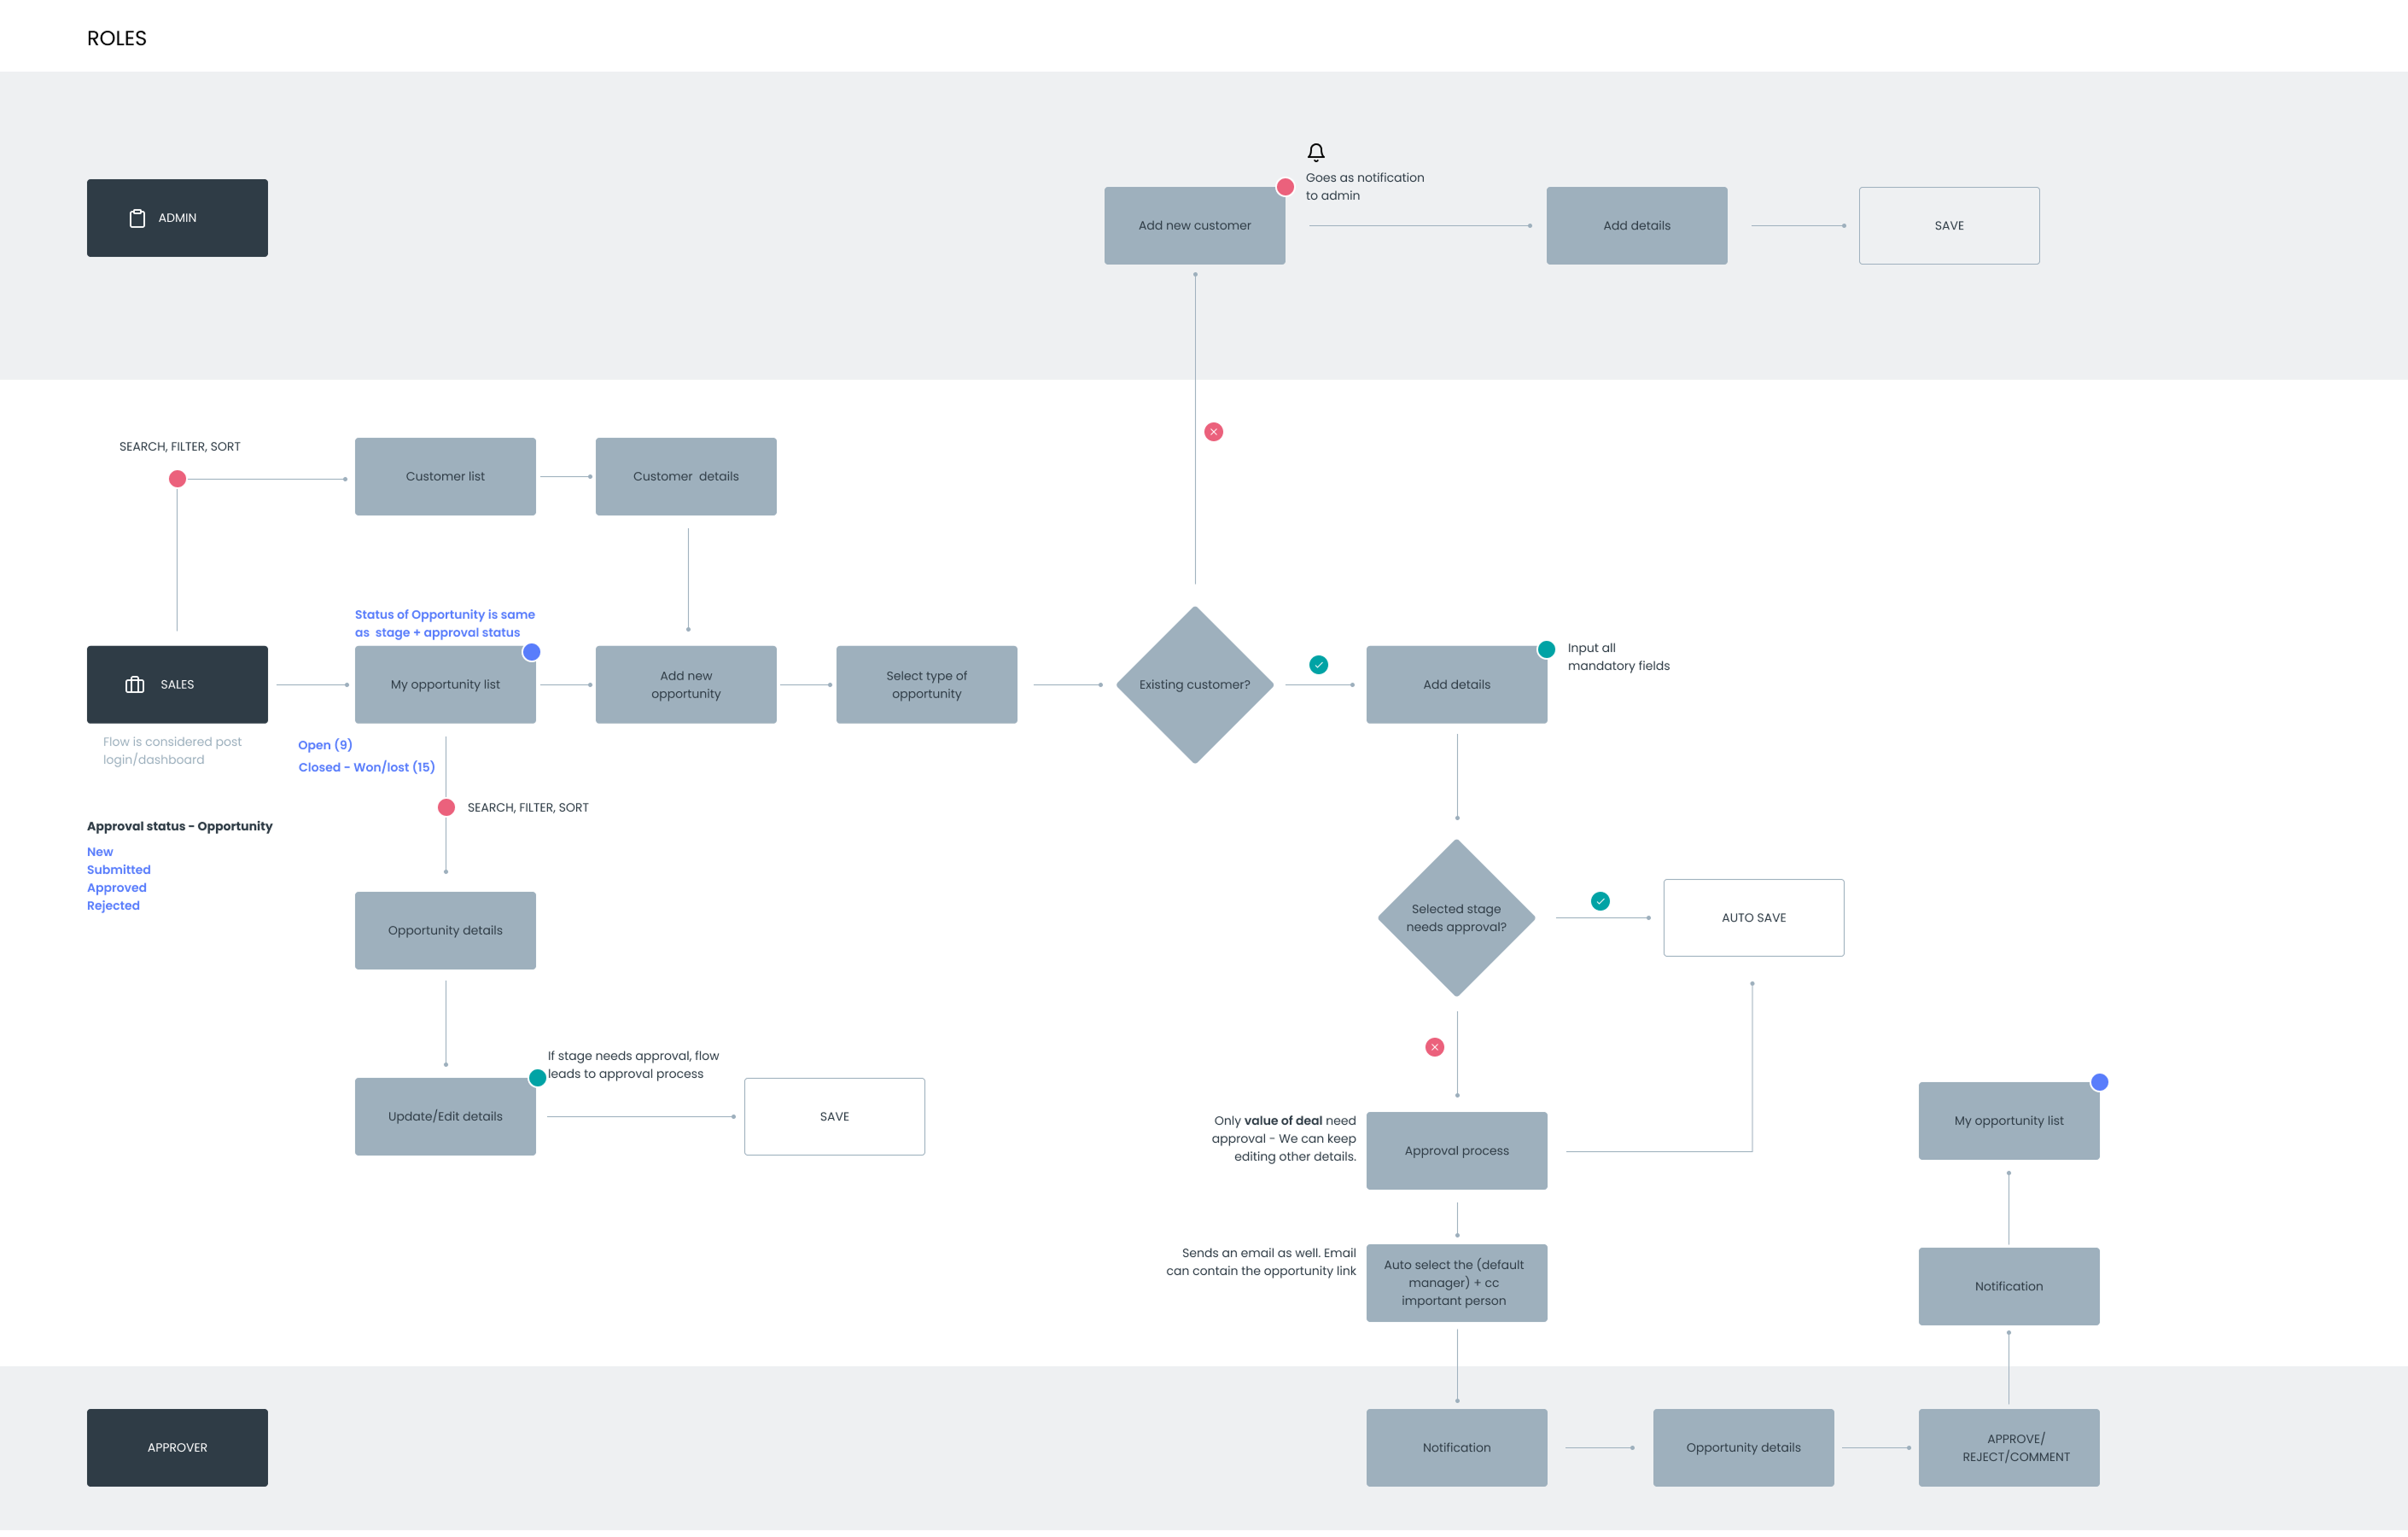 ROLES
Goes as notification
to admin
ADMIN
Add new customer
Add details
SAVE
SEARCH, FILTER, SORT
Customer list
Customer details
Status of Opportunity is same
as stage + approval status
SALES
My opportunity list
Add new
opportunity
Select type of
opportunity
Existing customer?
Add details
Input all
mandatory fields
Flow is considered post
login/dashboard
Open (9)
Closed - Won/lost (15)
SEARCH, FILTER, SORT
Approval status - Opportunity
New
Submitted
Approved
Rejected
Opportunity details
Selected stage
needs approval?
AUTO SAVE
If stage needs approval, flow
leads to approval process
Update/Edit details
SAVE
Only value of deal need
approval - We can keep
editing other details.
Approval process
My opportunity list
Sends an email as well. Email
can contain the opportunity link
Auto select the (default
manager) + cc
important person
Notification
APPROVER
Notification
Opportunity details
APPROVE/
REJECT/COMMENT